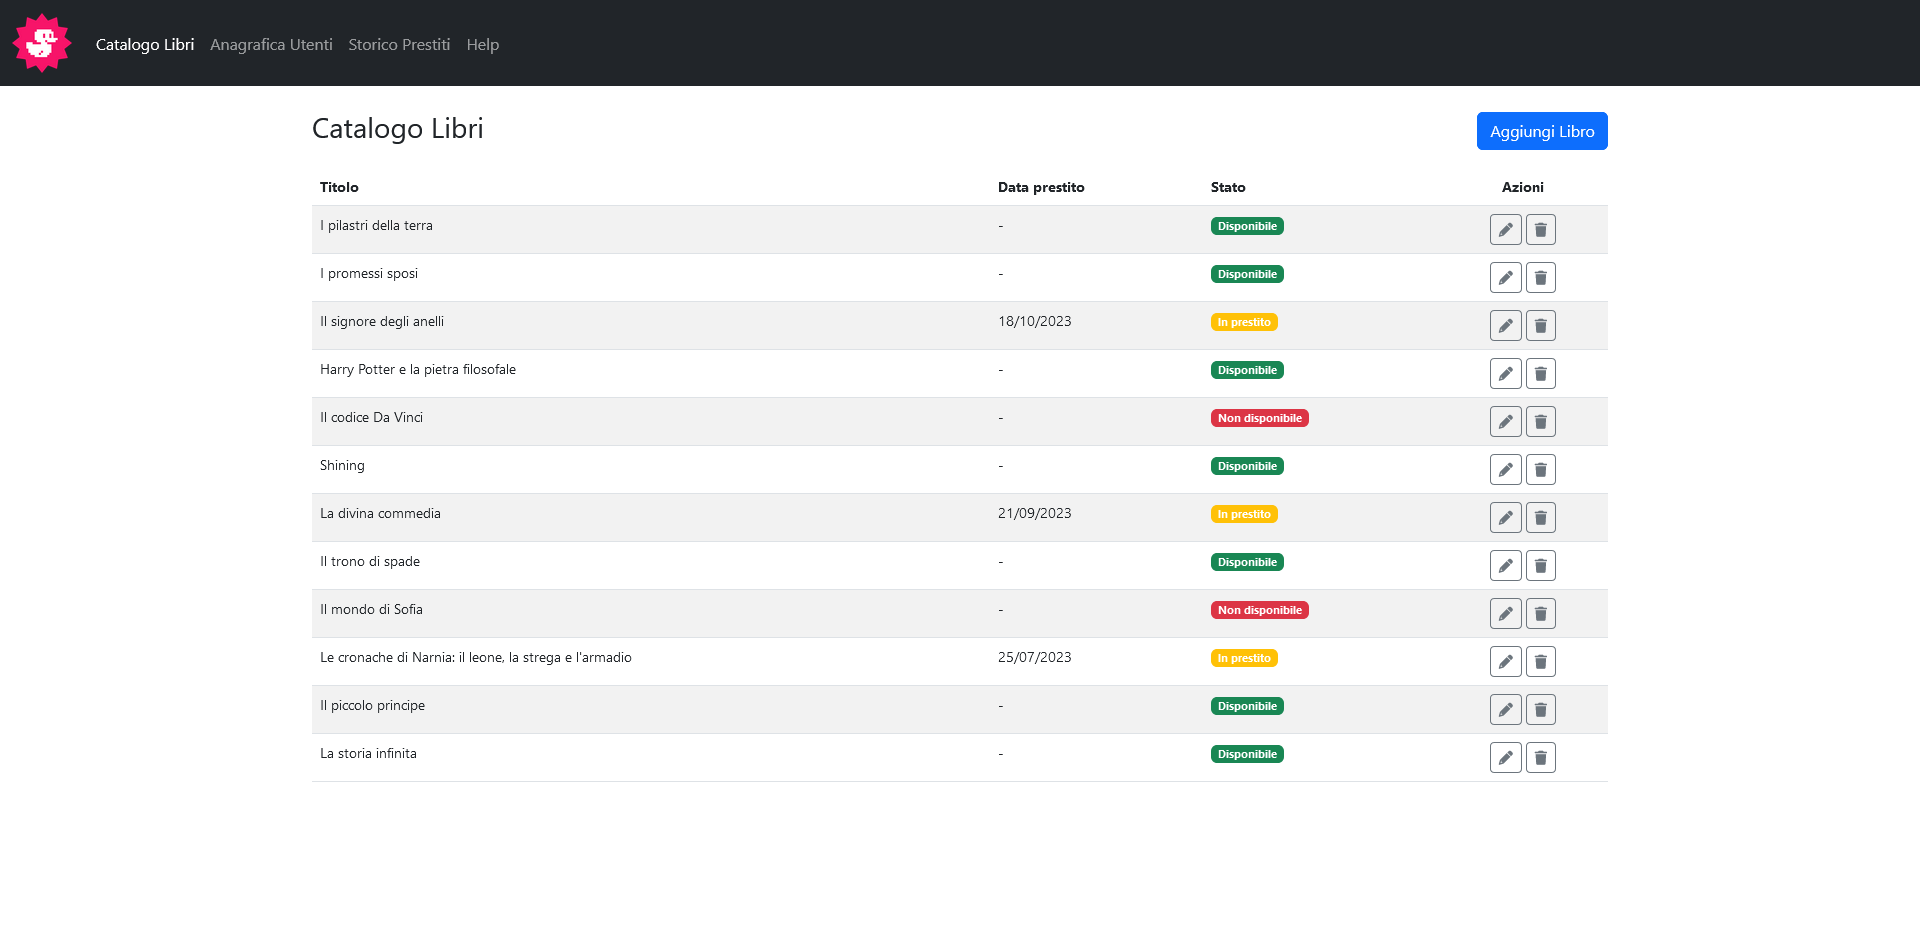 Catalogo Libri Anagrafica Utenti Storico Prestiti Help
Catalogo Libri Aggiungi Libro
Titolo Data prestito Stato Azioni
I pilastri della terra - Disponibile
I promessi sposi - Disponibile
Il signore degli anelli 18/10/2023 In prestito
Harry Potter e la pietra filosofale - Disponibile
Il codice Da Vinci - Non disponibile
Shining - Disponibile
La divina commedia 21/09/2023 In prestito
Il trono di spade - Disponibile
Il mondo di Sofia - Non disponibile
Le cronache di Narnia: il leone, la strega e l'armadio 25/07/2023 In prestito
Il piccolo principe - Disponibile
La storia infinita - Disponibile